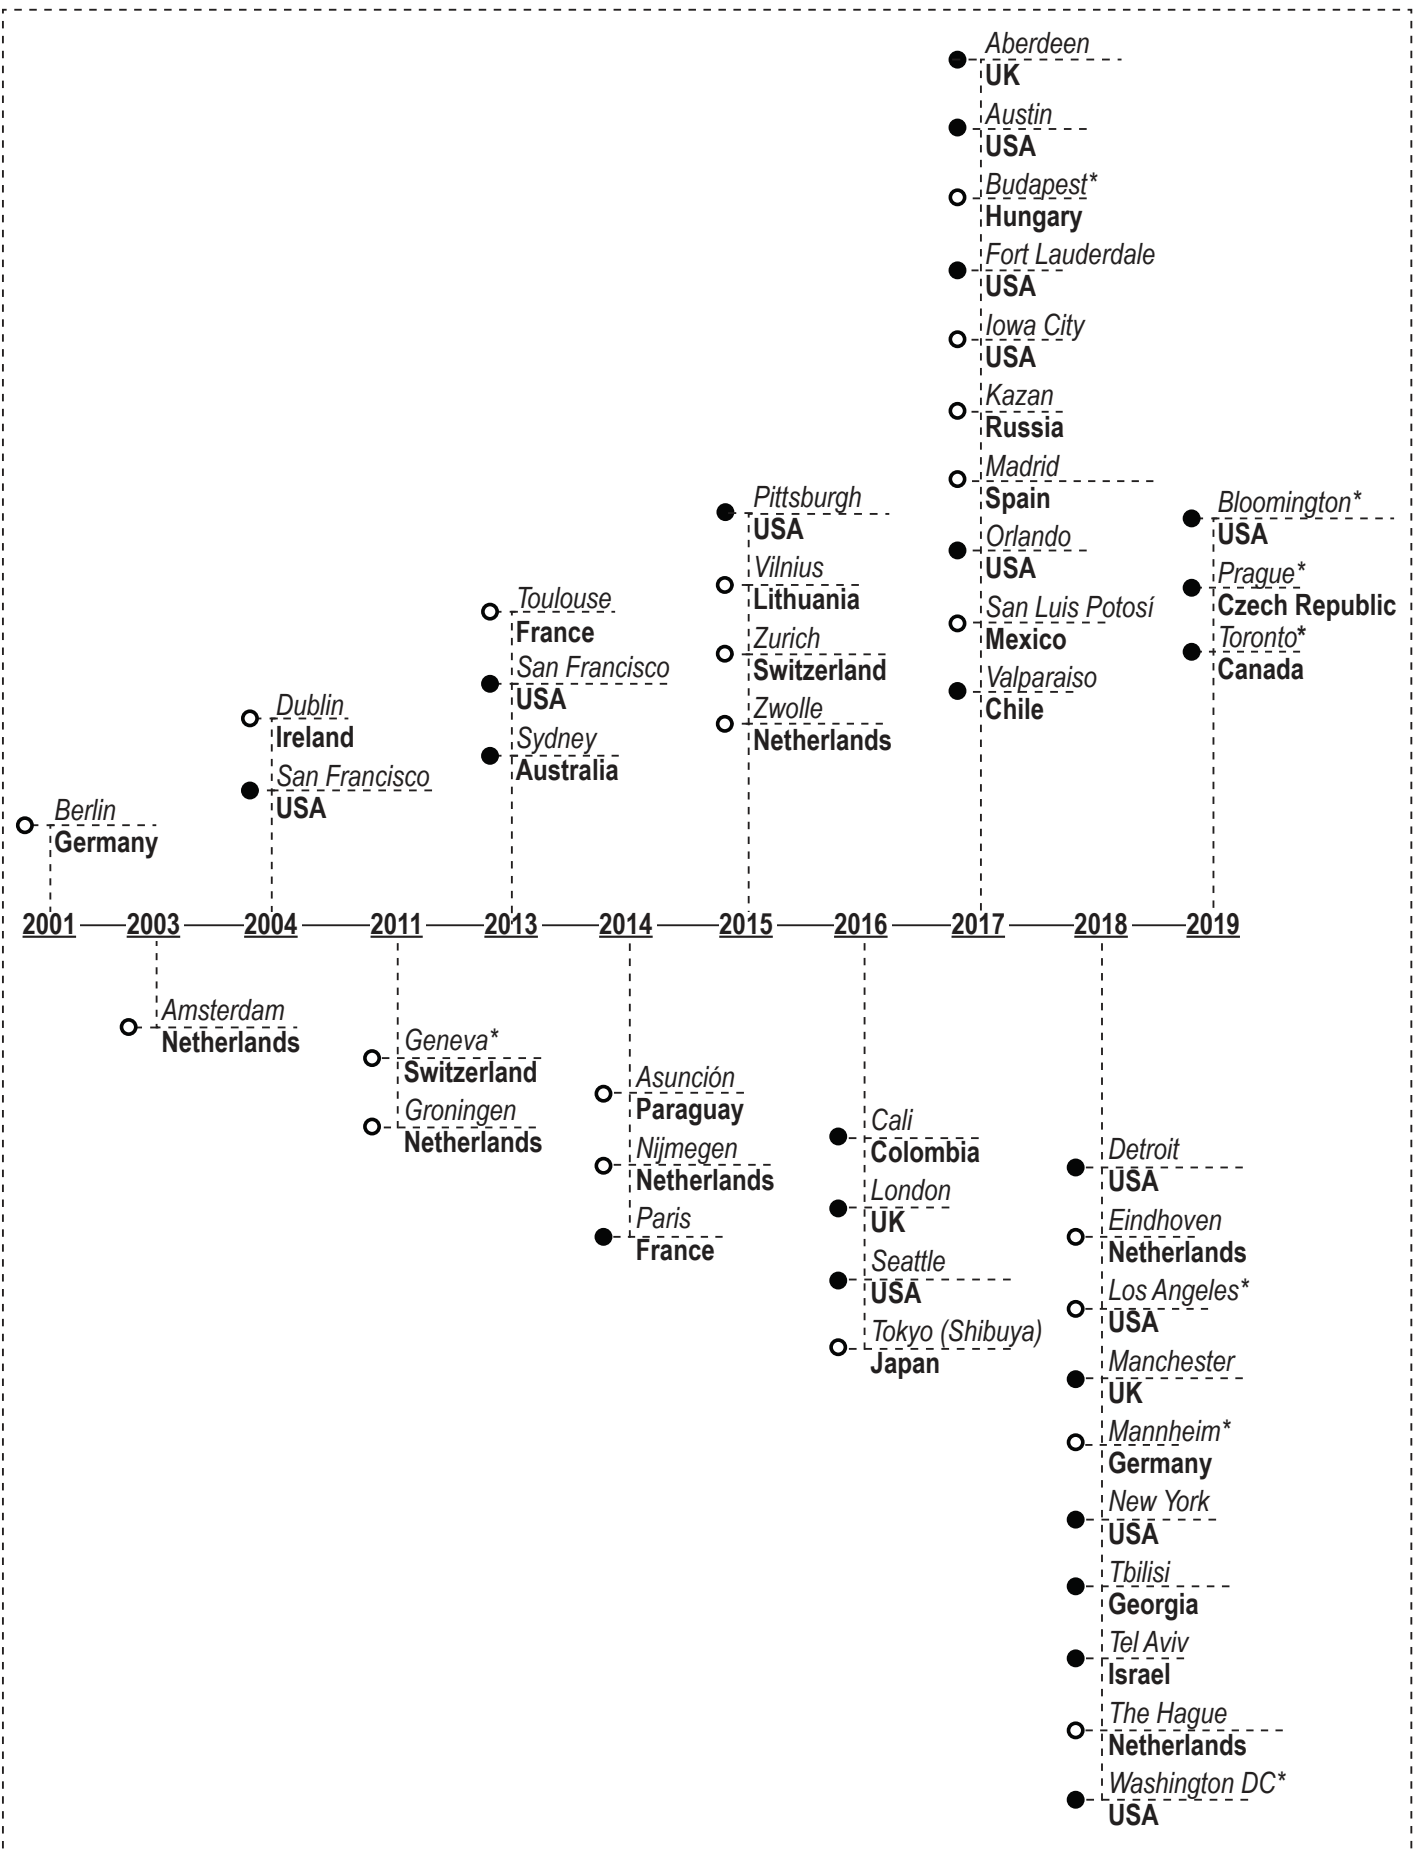 Aberdeen
UK
Austin
USA
Budapest*
Hungary
Fort Lauderdale
USA
Iowa City
USA
Kazan
Russia
Madrid
Spain
Orlando
USA
San Luis Potosí
Mexico
Valparaiso
Chile
Pittsburgh
USA
Vilnius
Lithuania
Zurich
Switzerland
Zwolle
Netherlands
Bloomington*
USA
Prague*
Czech Republic
Toronto*
Canada
Toulouse
France
San Francisco
USA
Sydney
Australia
Dublin
Ireland
San Francisco
USA
Berlin
Germany
2001 2003 2004 2011 2013 2014 2015 2016 2017 2018 2019
Amsterdam
Netherlands
Geneva*
Switzerland
Groningen
Netherlands
Asunción
Paraguay
Nijmegen
Netherlands
Paris
France
Cali
Colombia
London
UK
Seattle
USA
Tokyo (Shibuya)
Japan
Detroit
USA
Eindhoven
Netherlands
Los Angeles*
USA
Manchester
UK
Mannheim*
Germany
New York
USA
Tbilisi
Georgia
Tel Aviv
Israel
The Hague
Netherlands
Washington DC*
USA